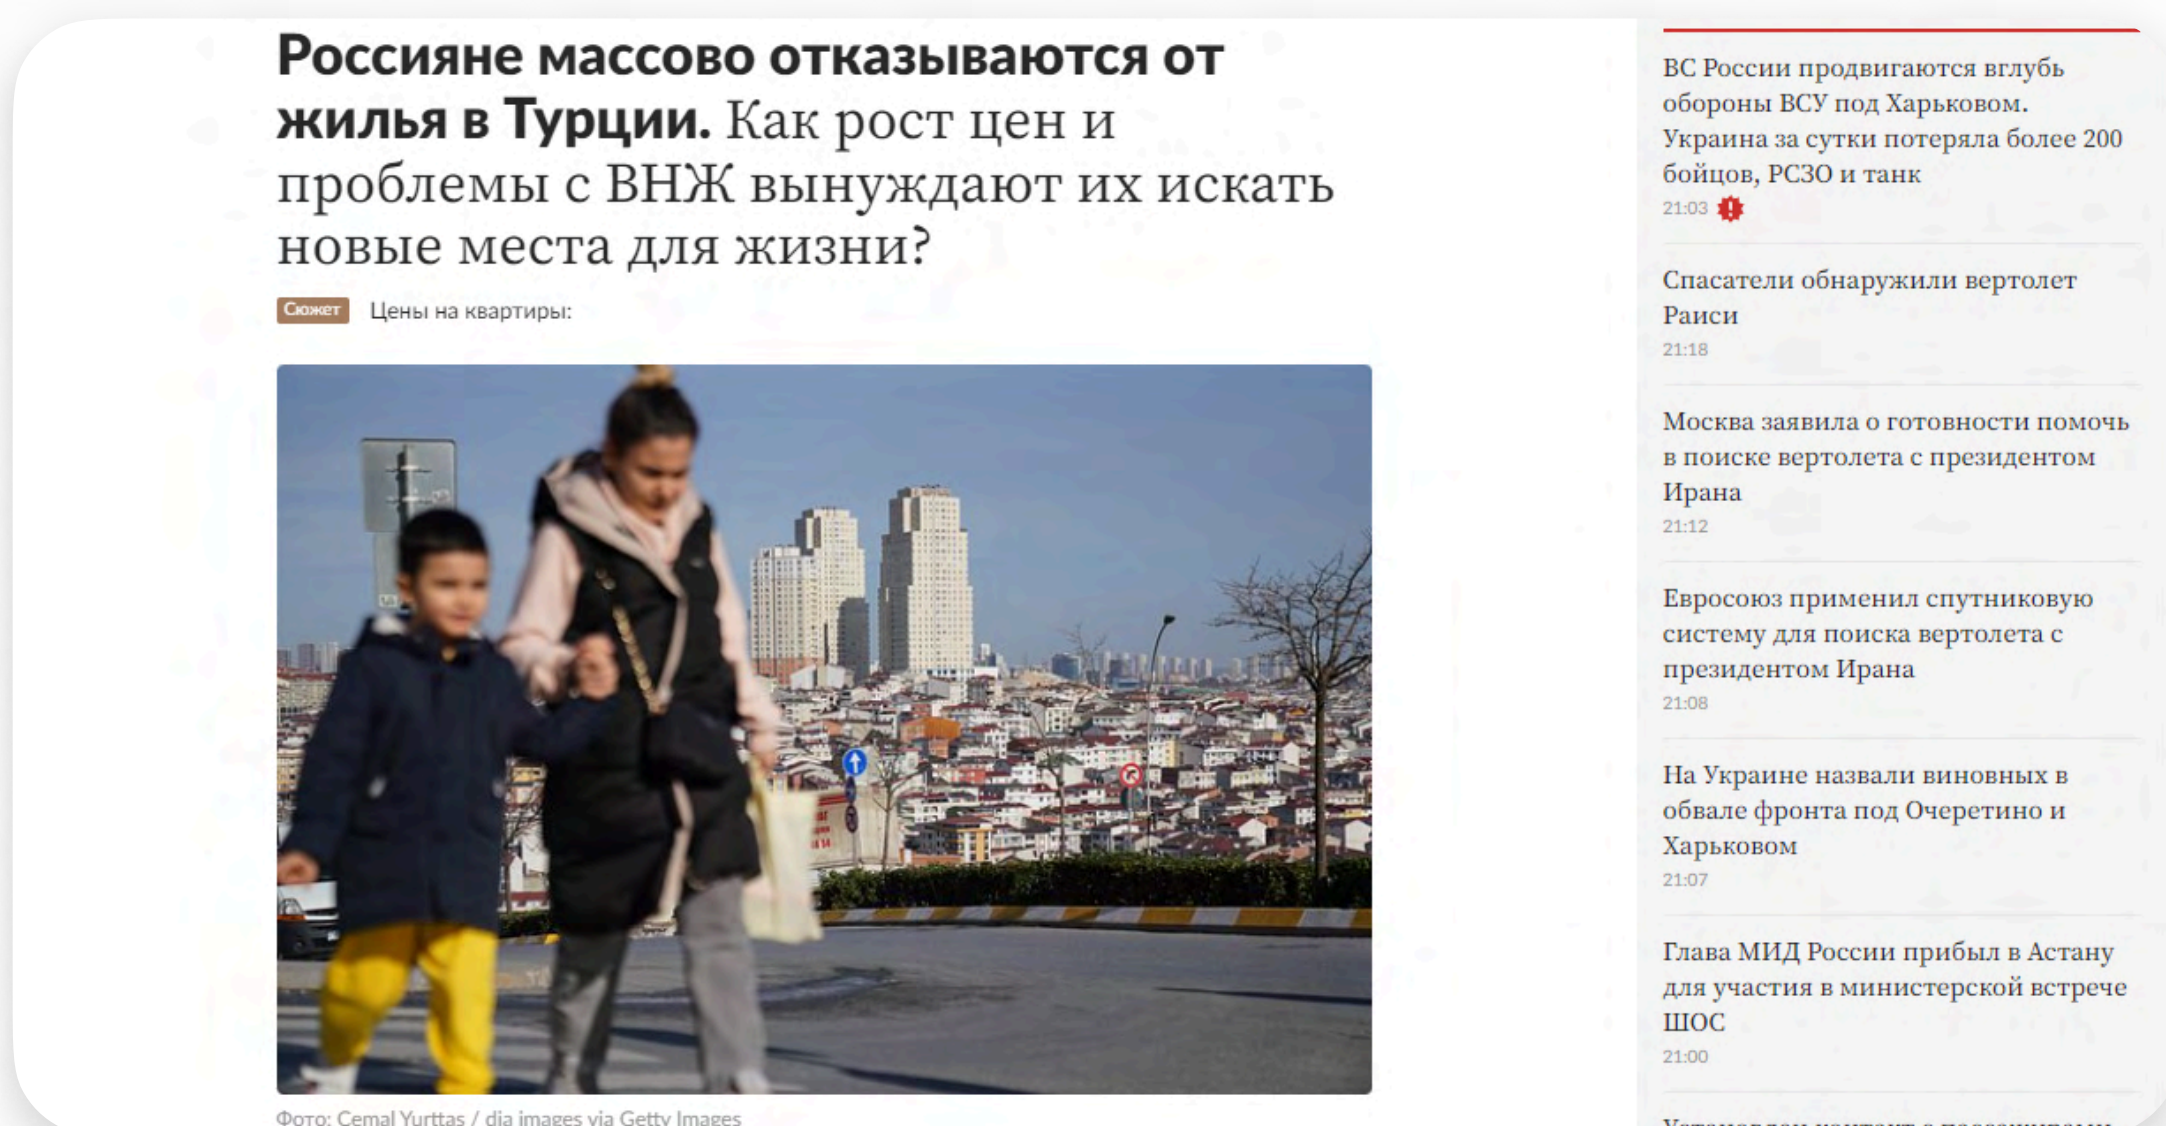 Россияне массово отказываются от
жилья в Турции. Как рост цен и
проблемы с ВНЖ вынуждают их искать
новые места для жизни?
Сюжет Цены на квартиры:
Фото: Cemal Yurttas / dia images via Getty Images
ВС России продвигаются вглубь
обороны ВСУ под Харьковом.
Украина за сутки потеряла более 200
бойцов, РСЗО и танк
21:03
Спасатели обнаружили вертолет
Раиси
21:18
Москва заявила о готовности помочь
в поиске вертолета с президентом
Ирана
21:12
Евросоюз применил спутниковую
систему для поиска вертолета с
президентом Ирана
21:08
На Украине назвали виновных в
обвале фронта под Очеретино и
Харьковом
21:07
Глава МИД России прибыл в Астану
для участия в министерской встрече
ШОС
21:00